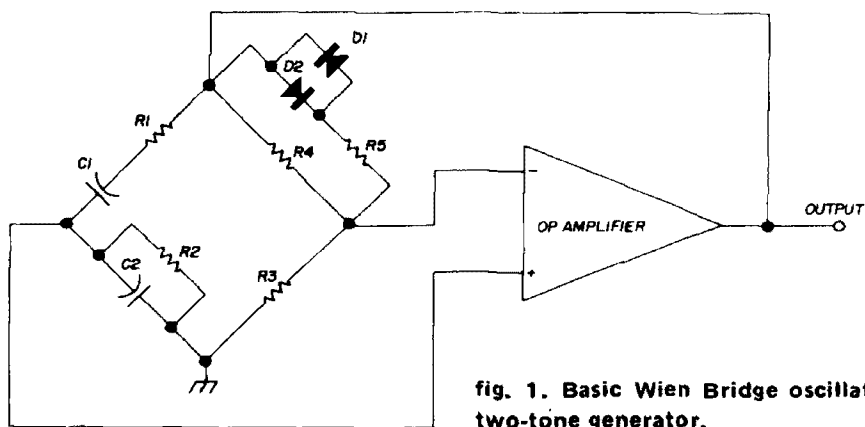 D1
D2
R1
R5
R4
C1
-
OP AMPLIFIER
OUTPUT
R2
C2
R3
+
fig. 1. Basic Wien Bridge oscillat
two-tone generator.